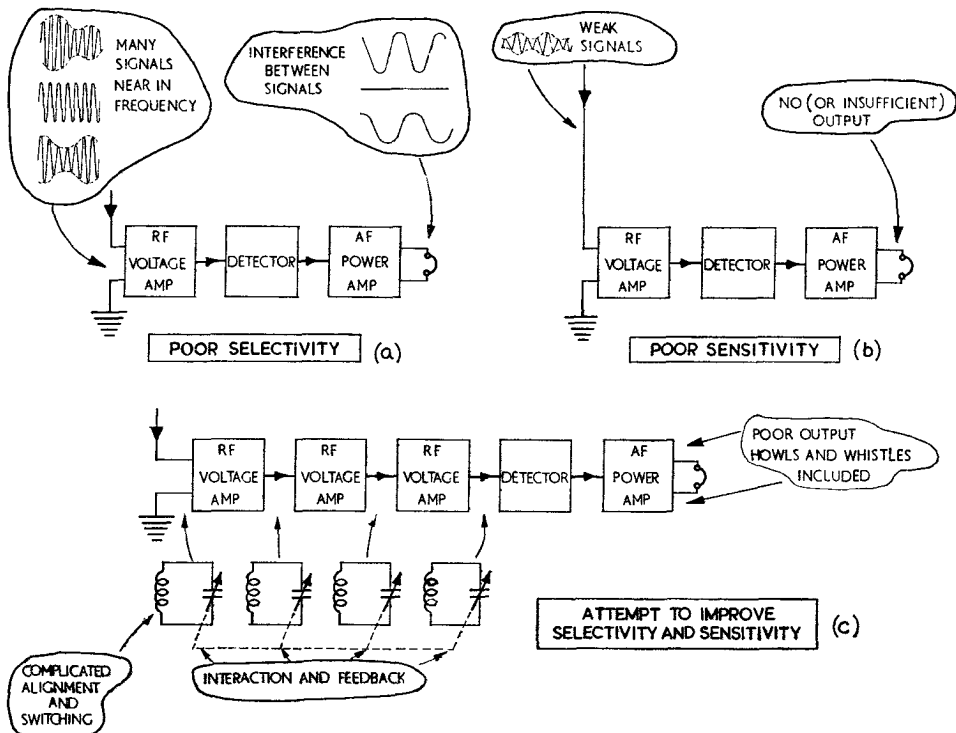 MANY
SIGNALS
NEAR IN
FREQUENCY
INTERFERENCE
BETWEEN
SIGNALS
RF
VOLTAGE
AMP
DETECTOR
AF
POWER
AMP
POOR SELECTIVITY
(a)
WEAK
SIGNALS
NO (OR INSUFFICIENT)
OUTPUT
RF
VOLTAGE
AMP
DETECTOR
AF
POWER
AMP
POOR SENSITIVITY
(b)
RF
VOLTAGE
AMP
RF
VOLTAGE
AMP
RF
VOLTAGE
AMP
DETECTOR
AF
POWER
AMP
POOR OUTPUT
HOWLS AND WHISTLES
INCLUDED
COMPLICATED
ALIGNMENT
AND
SWITCHING
INTERACTION AND FEEDBACK
ATTEMPT TO IMPROVE
SELECTIVITY AND SENSITIVITY
(c)